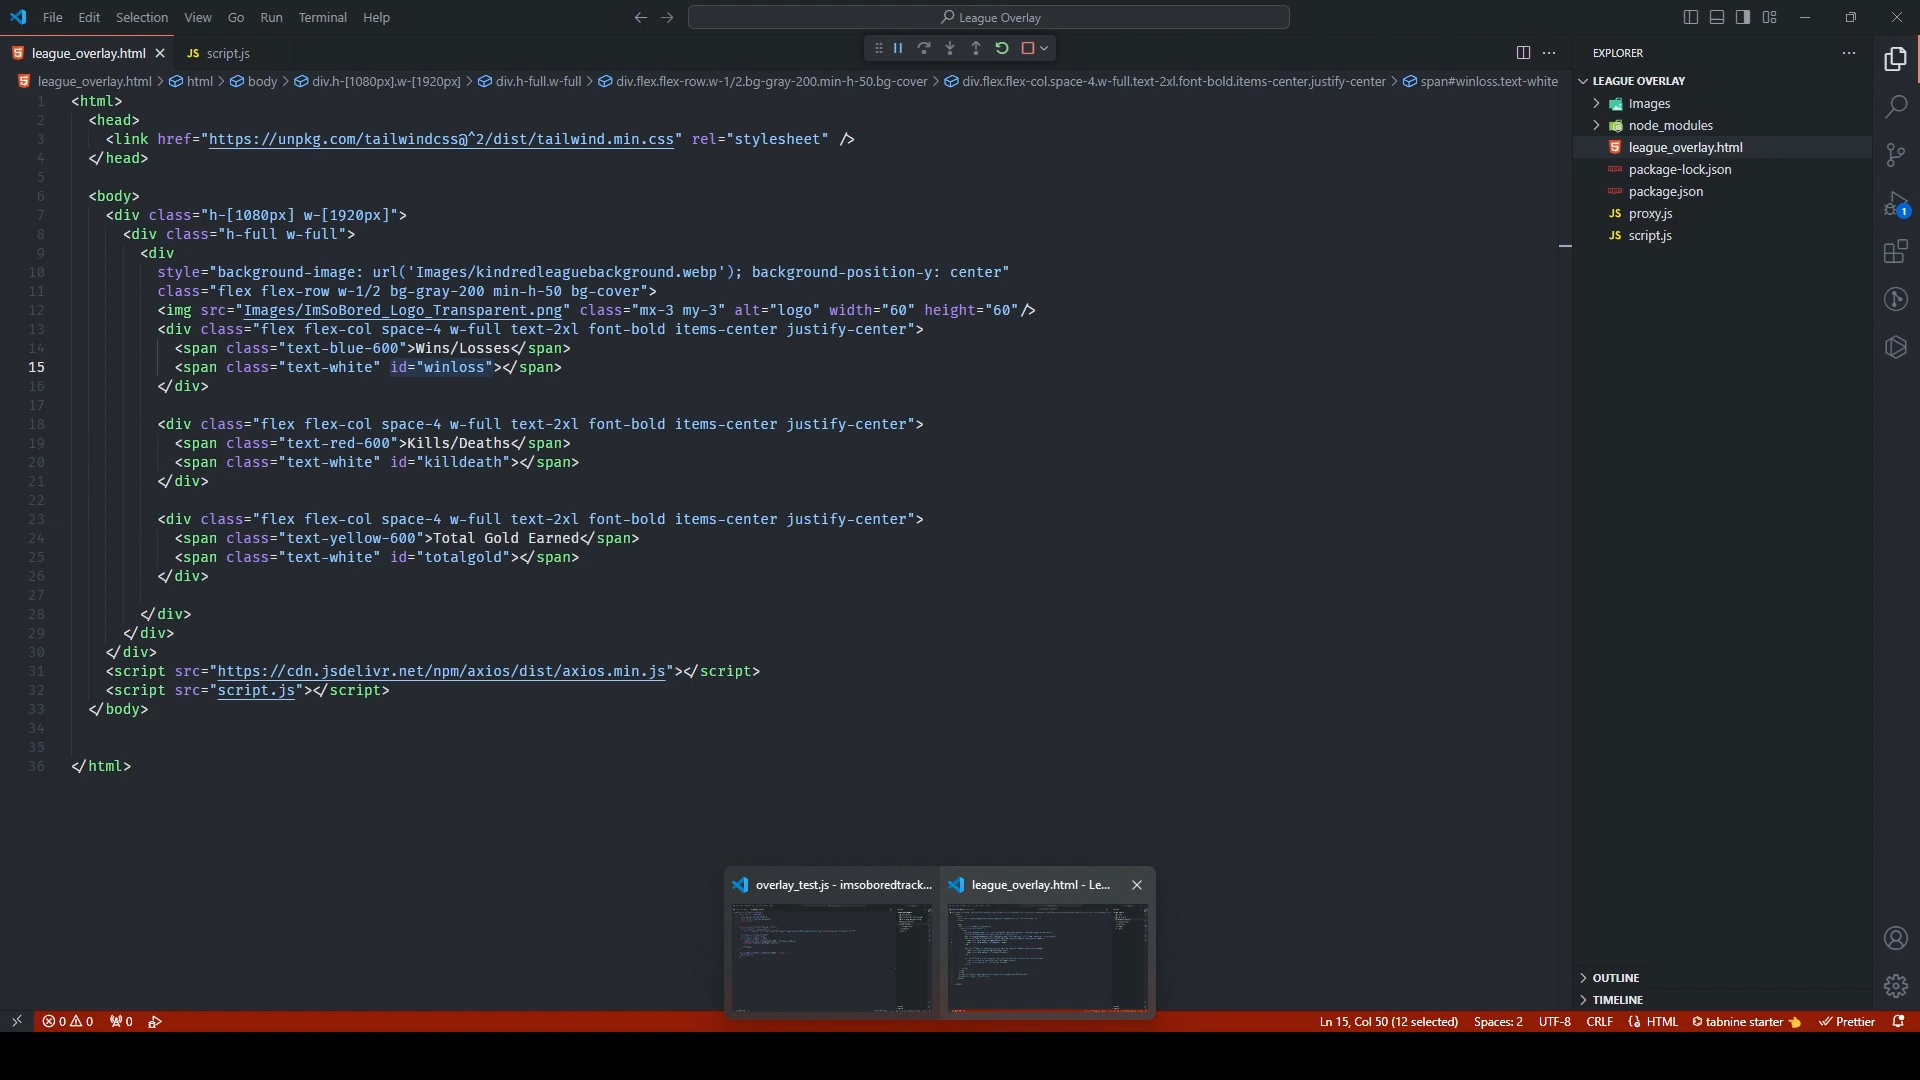 File Edit Selection View Go Run Terminal Help
League Overlay
league_overlay.html
JS script.js
league_overlay.html > html > body > div.h-[1080px].w-[1920px] > div.h-full.w-full > div.flex.flex-row.w-1/2.bg-gray-200.min-h-50.bg-cover > div.flex.flex-col.space-4.w-full.text-2xl.font-bold.items-center.justify-center > span#winloss.text-white
1 <html>
2 <head>
3 <link href="https://unpkg.com/tailwindcss@^2/dist/tailwind.min.css" rel="stylesheet" />
4 </head>
5
6 <body>
7 <div class="h-[1080px] w-[1920px]">
8 <div class="h-full w-full">
9 <div
10 style="background-image: url('Images/kindredleaguebackground.webp'); background-position-y: center"
11 class="flex flex-row w-1/2 bg-gray-200 min-h-50 bg-cover">
12 <img src="Images/ImSoBored_Logo_Transparent.png" class="mx-3 my-3" alt="logo" width="60" height="60"/>
13 <div class="flex flex-col space-4 w-full text-2xl font-bold items-center justify-center">
14 <span class="text-blue-600">Wins/Losses</span>
15 <span class="text-white" id="winloss"></span>
16 </div>
17
18 <div class="flex flex-col space-4 w-full text-2xl font-bold items-center justify-center">
19 <span class="text-red-600">Kills/Deaths</span>
20 <span class="text-white" id="killdeath"></span>
21 </div>
22
23 <div class="flex flex-col space-4 w-full text-2xl font-bold items-center justify-center">
24 <span class="text-yellow-600">Total Gold Earned</span>
25 <span class="text-white" id="totalgold"></span>
26 </div>
27
28 </div>
29 </div>
30 </div>
31 <script src="https://cdn.jsdelivr.net/npm/axios/dist/axios.min.js"></script>
32 <script src="script.js"></script>
33 </body>
34
35
36 </html>
EXPLORER
LEAGUE OVERLAY
Images
node_modules
league_overlay.html
package-lock.json
package.json
JS proxy.js
JS script.js
1
OUTLINE
TIMELINE
overlay_test.js - imsoboredtrack...
league_overlay.html - Le...
0 0 0
Ln 15, Col 50 (12 selected) Spaces: 2 UTF-8 CRLF HTML tabnine starter Prettier